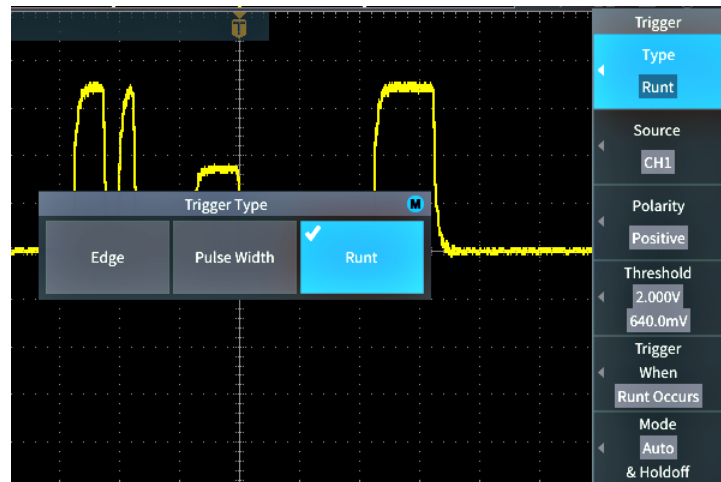 T
Trigger
Type
Runt
Source
CH1
Polarity
Positive
Threshold
2.000V
640.0mV
Trigger
When
Runt Occurs
Mode
Auto
& Holdoff
Trigger Type
M
Edge
Pulse Width
Runt